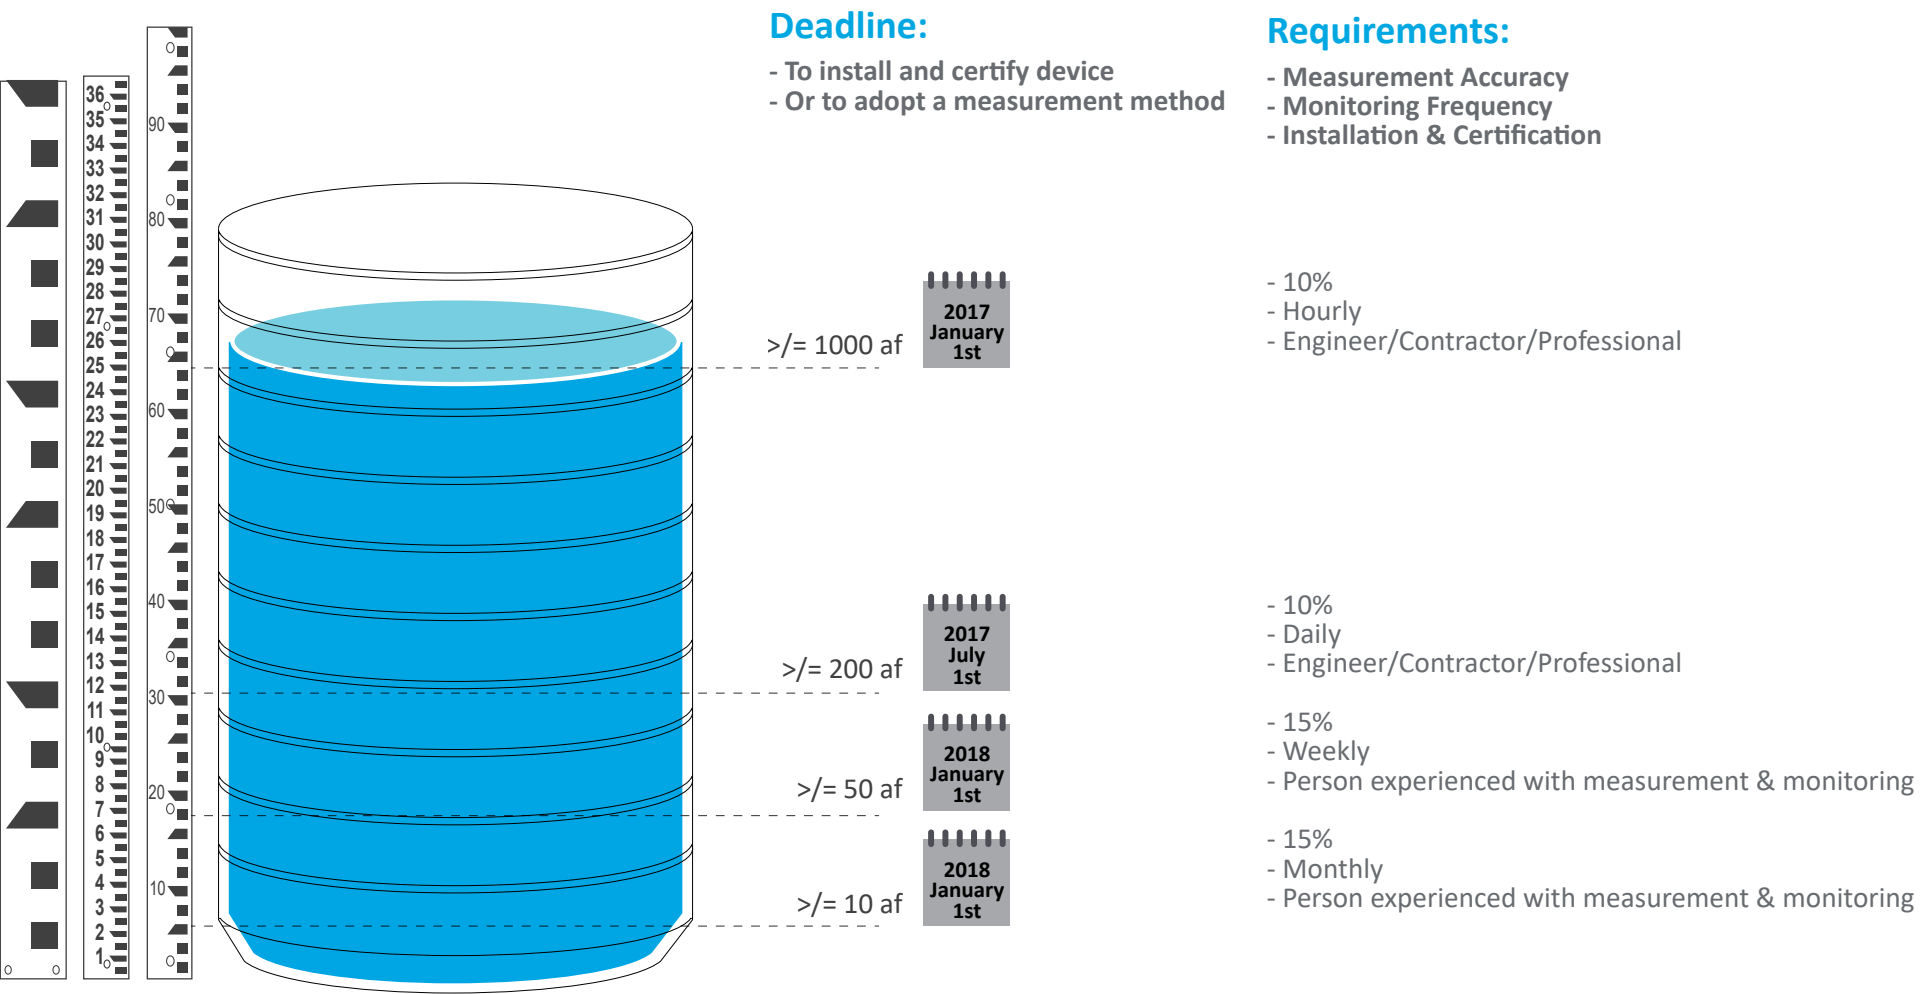 Deadline:
- To install and certify device
- Or to adopt a measurement method
Requirements:
- Measurement Accuracy
- Monitoring Frequency
- Installation & Certification
36
35
34
33
32
31
30
29
28
27
26
25
24
23
22
21
20
19
18
17
16
15
14
13
12
11
10
9
8
7
6
5
4
3
2
1
90
80
70
60
50
40
30
20
10
>/= 1000 af
2017
January
1st
- 10%
- Hourly
- Engineer/Contractor/Professional
>/= 200 af
2017
July
1st
- 10%
- Daily
- Engineer/Contractor/Professional
>/= 50 af
2018
January
1st
- 15%
- Weekly
- Person experienced with measurement & monitoring
>/= 10 af
2018
January
1st
- 15%
- Monthly
- Person experienced with measurement & monitoring